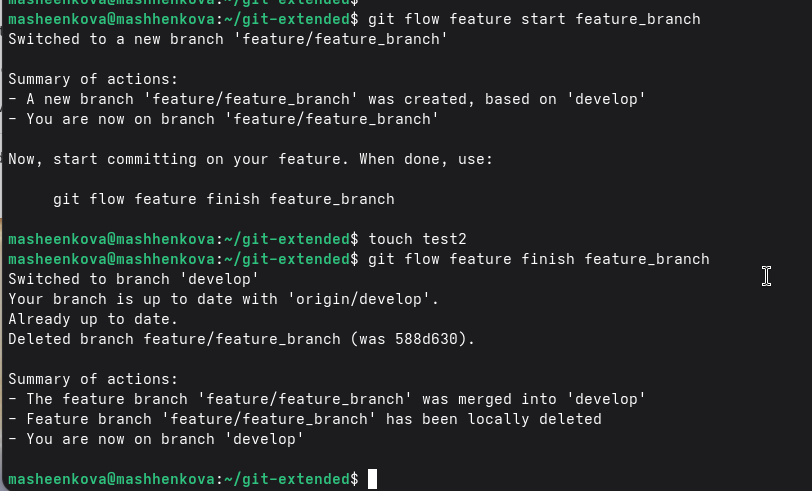 masheenkova@mashhenkova:~/git-extended$
masheenkova@mashhenkova:~/git-extended$ git flow feature start feature_branch
Switched to a new branch 'feature/feature_branch'
Summary of actions:
- A new branch 'feature/feature_branch' was created, based on 'develop'
- You are now on branch 'feature/feature_branch'
Now, start committing on your feature. When done, use:
git flow feature finish feature_branch
masheenkova@mashhenkova:~/git-extended$ touch test2
masheenkova@mashhenkova:~/git-extended$ git flow feature finish feature_branch
Switched to branch 'develop'
Your branch is up to date with 'origin/develop'.
Already up to date.
Deleted branch feature/feature_branch (was 588d630).
Summary of actions:
- The feature branch 'feature/feature_branch' was merged into 'develop'
- Feature branch 'feature/feature_branch' has been locally deleted
- You are now on branch 'develop'
masheenkova@mashhenkova:~/git-extended$